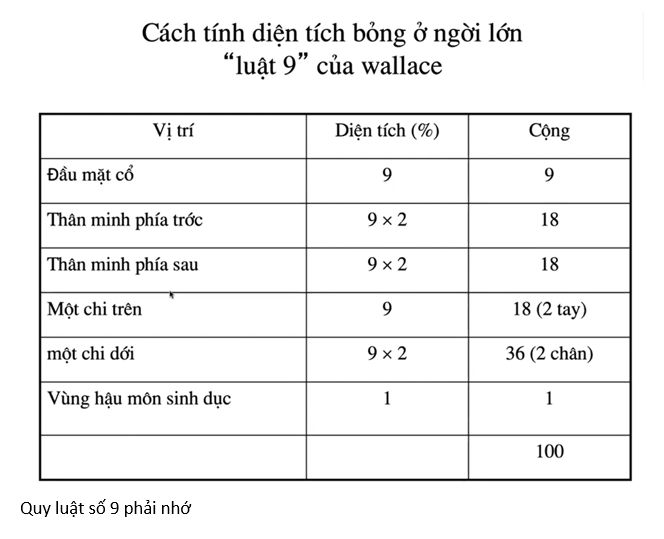 Cách tính diện tích bỏng ở ngời lớn
“luật 9” của wallace
Vị trí Diện tích (%) Cộng
Đầu mặt cổ 9 9
Thân minh phía trớc 9 × 2 18
Thân minh phía sau 9 × 2 18
Một chi trên 9 18 (2 tay)
một chi dới 9 × 2 36 (2 chân)
Vùng hậu môn sinh dục 1 1
100
Quy luật số 9 phải nhớ